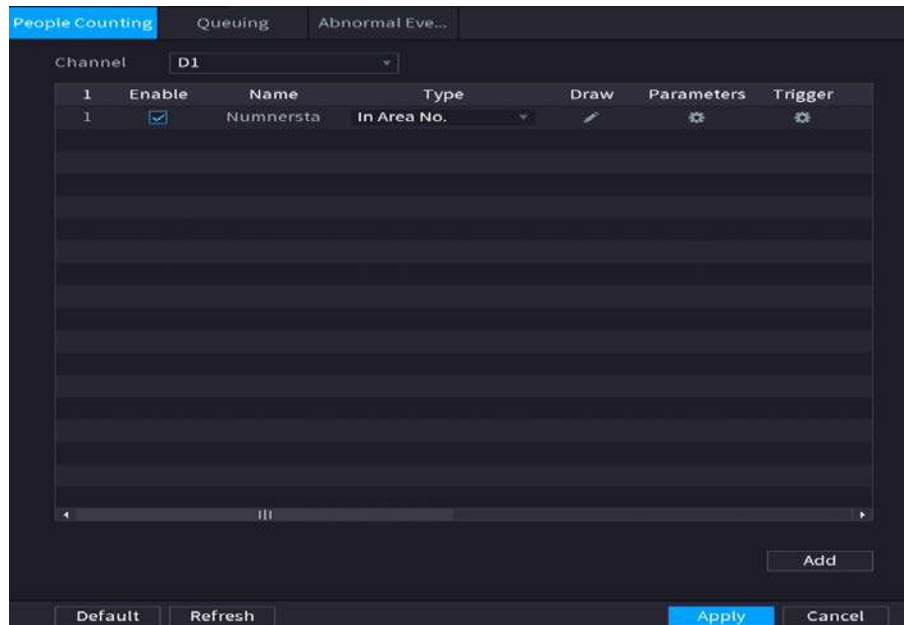 People Counting Queuing Abnormal Eve...
Channel D1
1 Enable Name Type Draw Parameters Trigger
1 Numnersta In Area No.
Add
Default Refresh Apply Cancel